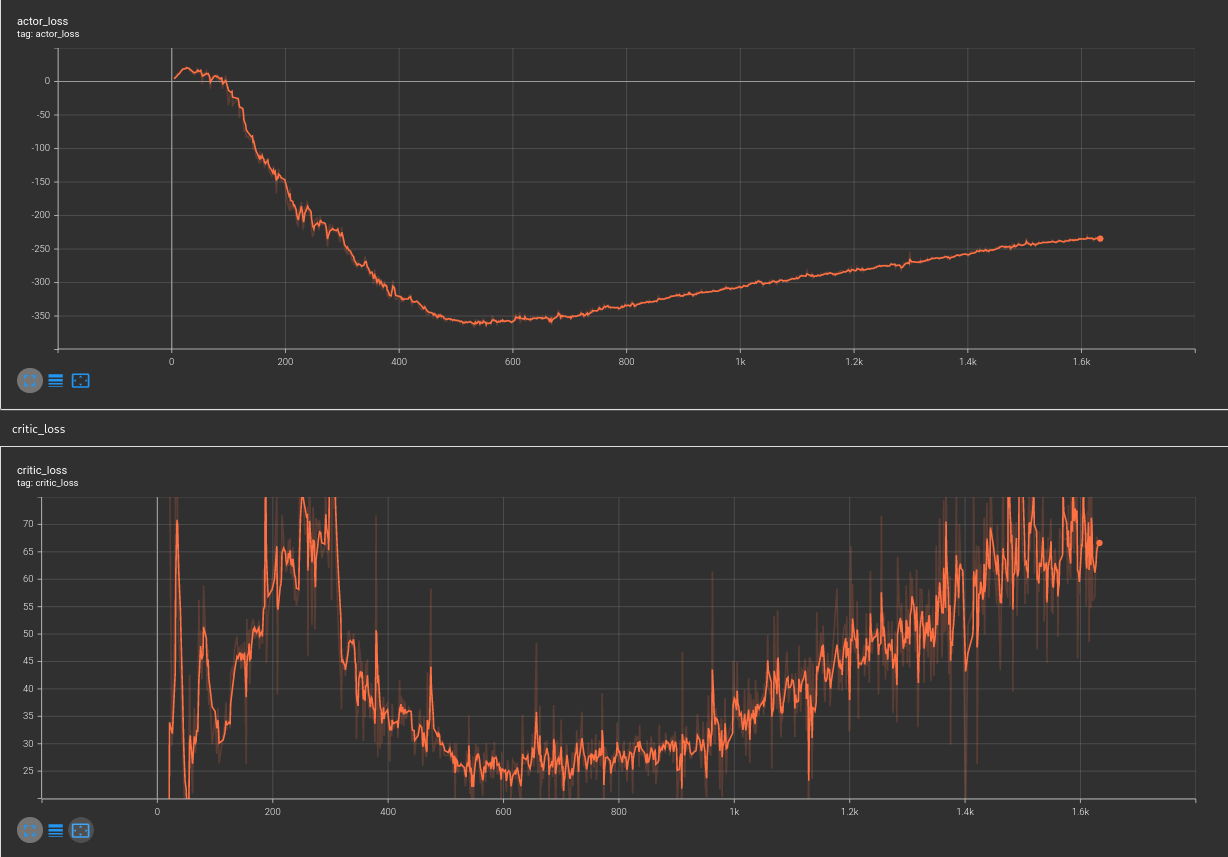 actor_loss
tag: actor_loss
0
-50
-100
-150
-200
-250
-300
-350
0 200 400 600 800 1k 1.2k 1.4k 1.6k
critic_loss
critic_loss
tag: critic_loss
70
65
60
55
50
45
40
35
30
25
0 200 400 600 800 1k 1.2k 1.4k 1.6k